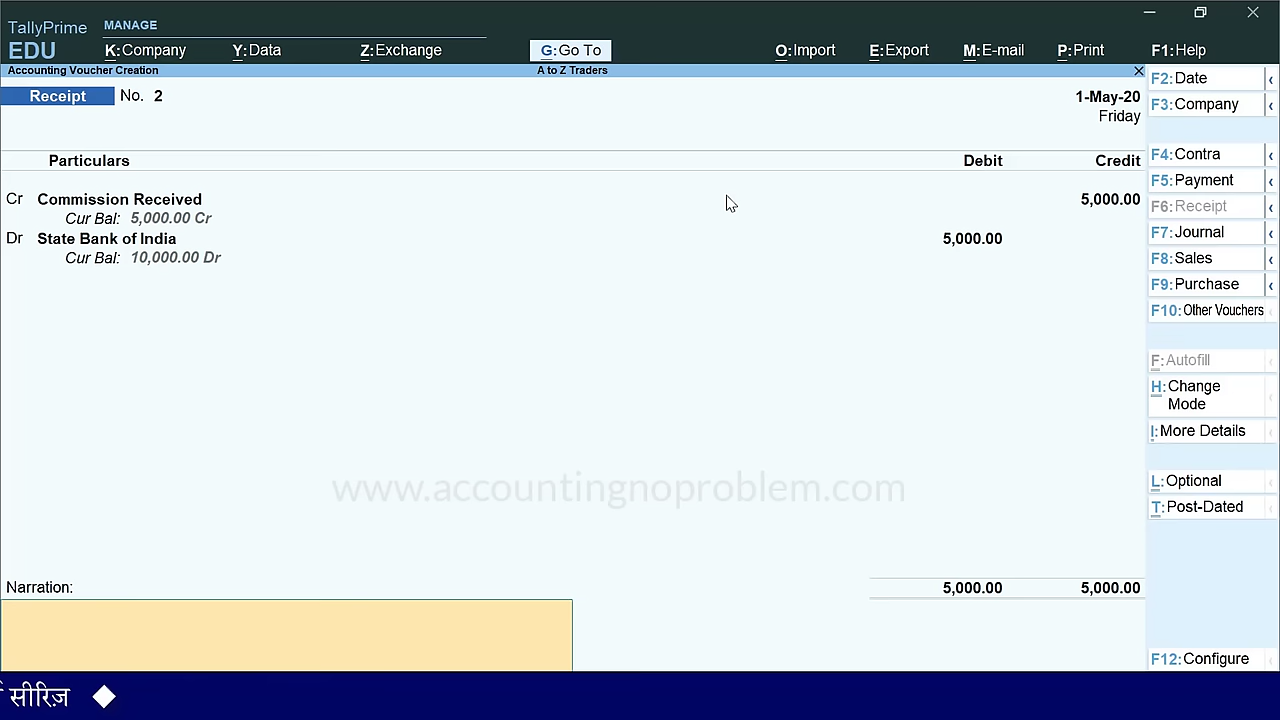 TallyPrime
MANAGE
EDU
K:Company
Y:Data
Z:Exchange
G:Go To
O:Import
E:Export
M:E-mail
P:Print
F1:Help
Accounting Voucher Creation
A to Z Traders
Receipt No. 2
1-May-20
Friday
Particulars Debit Credit
Cr Commission Received 5,000.00
Cur Bal: 5,000.00 Cr
Dr State Bank of India 5,000.00
Cur Bal: 10,000.00 Dr
www.accountingnoproblem.com
Narration: 5,000.00 5,000.00
F2:Date
F3:Company
F4:Contra
F5:Payment
F6:Receipt
F7:Journal
F8:Sales
F9:Purchase
F10:Other Vouchers
F:Autofill
H:Change
Mode
I:More Details
L:Optional
T:Post-Dated
F12:Configure
सीरिज़